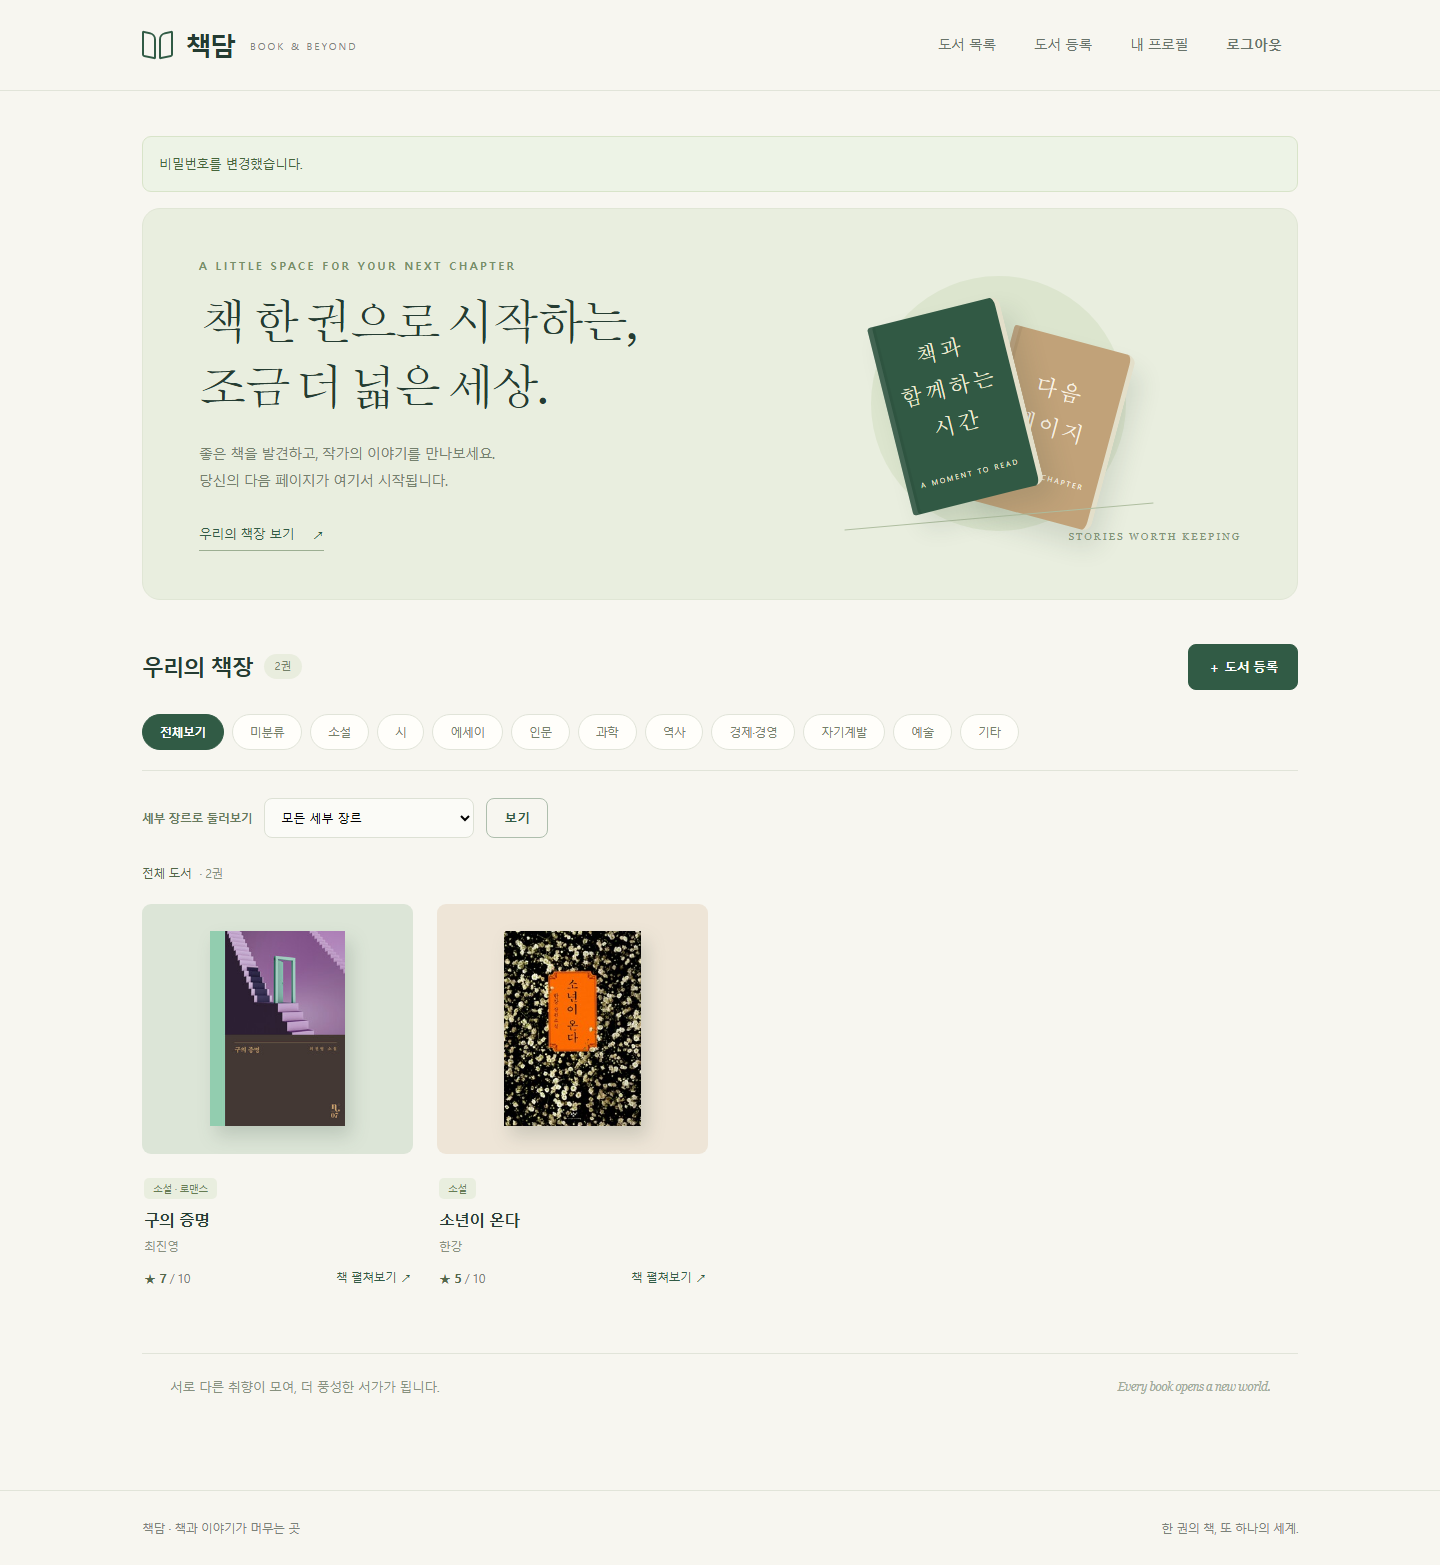 책담 BOOK & BEYOND
도서 목록 도서 등록 내 프로필 로그아웃
비밀번호를 변경했습니다.
A LITTLE SPACE FOR YOUR NEXT CHAPTER
책 한 권으로 시작하는,
조금 더 넓은 세상.
좋은 책을 발견하고, 작가의 이야기를 만나보세요.
당신의 다음 페이지가 여기서 시작됩니다.
우리의 책장 보기 ↗
책과
함께하는
시간
A MOMENT TO READ
다음
이지
CHAPTER
STORIES WORTH KEEPING
우리의 책장 2권
+ 도서 등록
전체보기 미분류 소설 시 에세이 인문 과학 역사 경제·경영 자기계발 예술 기타
세부 장르로 둘러보기 모든 세부 장르 보기
전체 도서 · 2권
구의 증명
07
소년이 온다
소설 · 로맨스
구의 증명
최진영
★ 7 / 10 책 펼쳐보기 ↗
소설
소년이 온다
한강
★ 5 / 10 책 펼쳐보기 ↗
서로 다른 취향이 모여, 더 풍성한 서가가 됩니다.
Every book opens a new world.
책담 · 책과 이야기가 머무는 곳
한 권의 책, 또 하나의 세계.